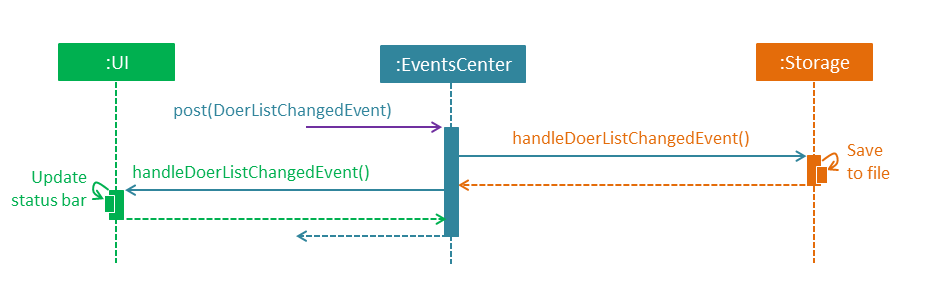 :UI
:EventsCenter
:Storage
post(DoerListChangedEvent)
handleDoerListChangedEvent()
Save
to file
handleDoerListChangedEvent()
Update
status bar